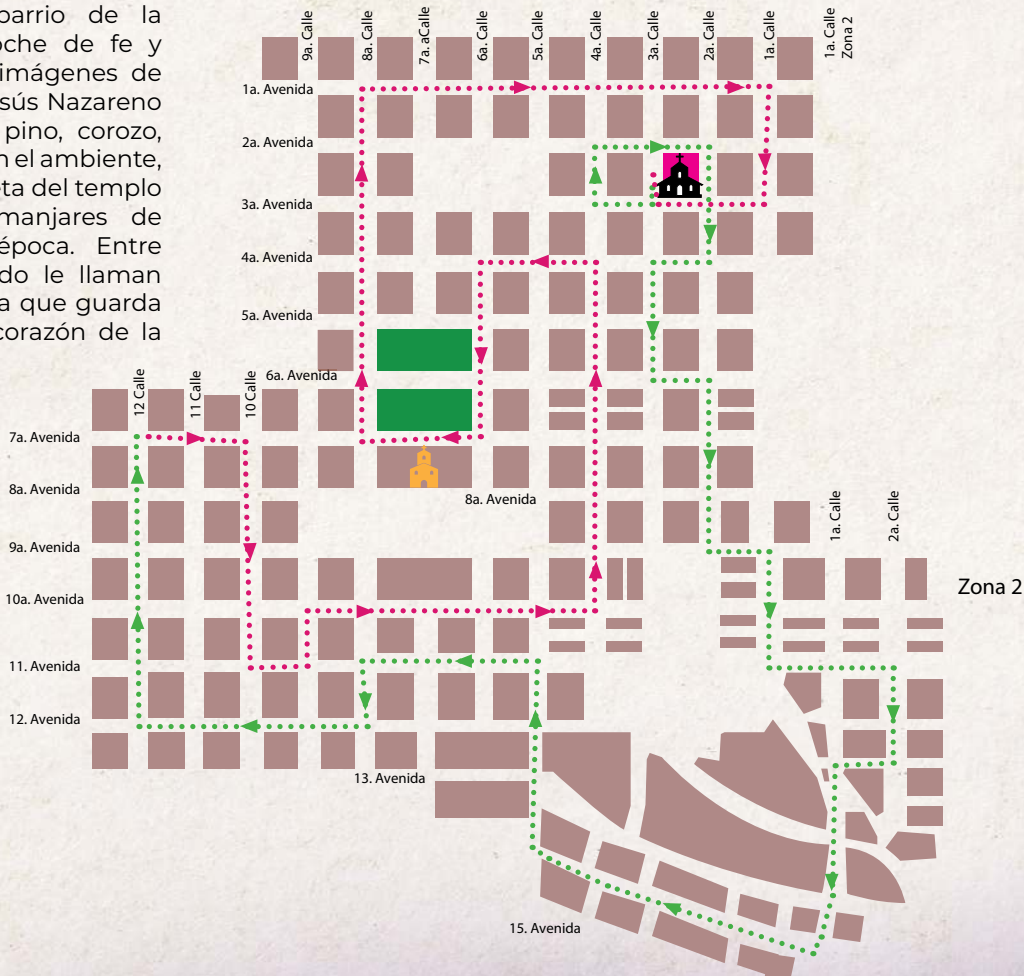 barrio de la
oche de fe y
imágenes de
sús Nazareno
pino, corozo,
n el ambiente,
eta del templo
manjares de
época. Entre
do le llaman
a que guarda
corazón de la
9a. Calle
8a. Calle
7a. aCalle
6a. Calle
5a. Calle
4a. Calle
3a. Calle
2a. Calle
1a. Calle
1a. Calle
Zona 2
1a. Avenida
2a. Avenida
3a. Avenida
4a. Avenida
5a. Avenida
6a. Avenida
12 Calle
11 Calle
10 Calle
7a. Avenida
8a. Avenida
8a. Avenida
9a. Avenida
10a. Avenida
11. Avenida
12. Avenida
13. Avenida
15. Avenida
1a. Calle
2a. Calle
Zona 2